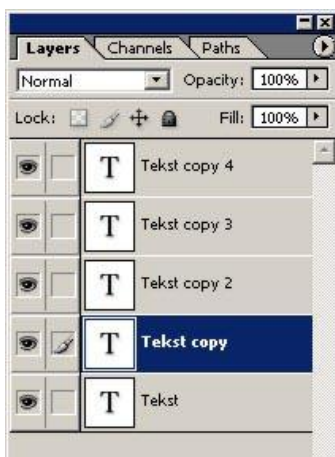 Layers Channels Paths
Normal Opacity: 100%
Lock: Fill: 100%
T Tekst copy 4
T Tekst copy 3
T Tekst copy 2
T Tekst copy
T Tekst